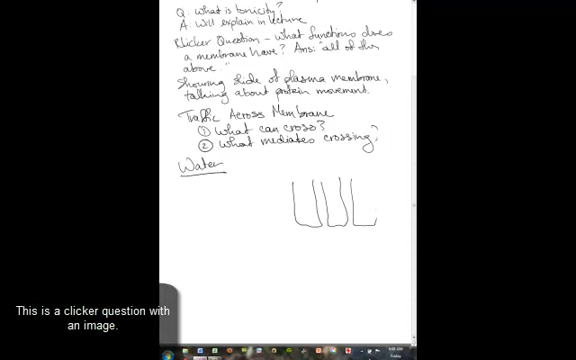 Q. What is tonicity?
A. Will explain in lecture
Klicker Question - What functions does
a membrane have? Ans: "all of the
above"
Showing slide of plasma membrane,
talking about protein movement.
Traffic Across Membrane
① What can cross?
② What mediates crossing?
Water
This is a clicker question with
an image.